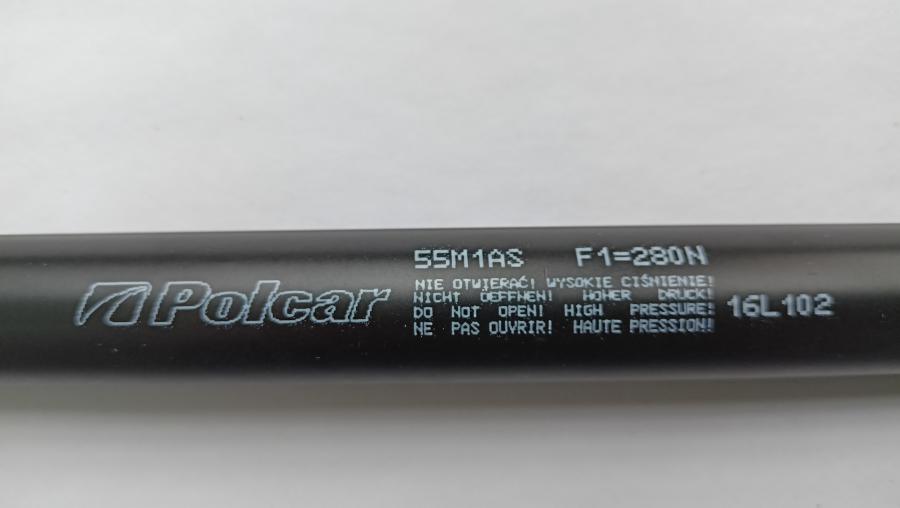 Polcar
55M1AS F1=280N
NIE OTWIERAĆ! WYSOKIE CIŚNIENIE!
NICHT OEFFNEN! HOHER DRUCK!
DO NOT OPEN! HIGH PRESSURE!
NE PAS OUVRIR! HAUTE PRESSION!
16L102